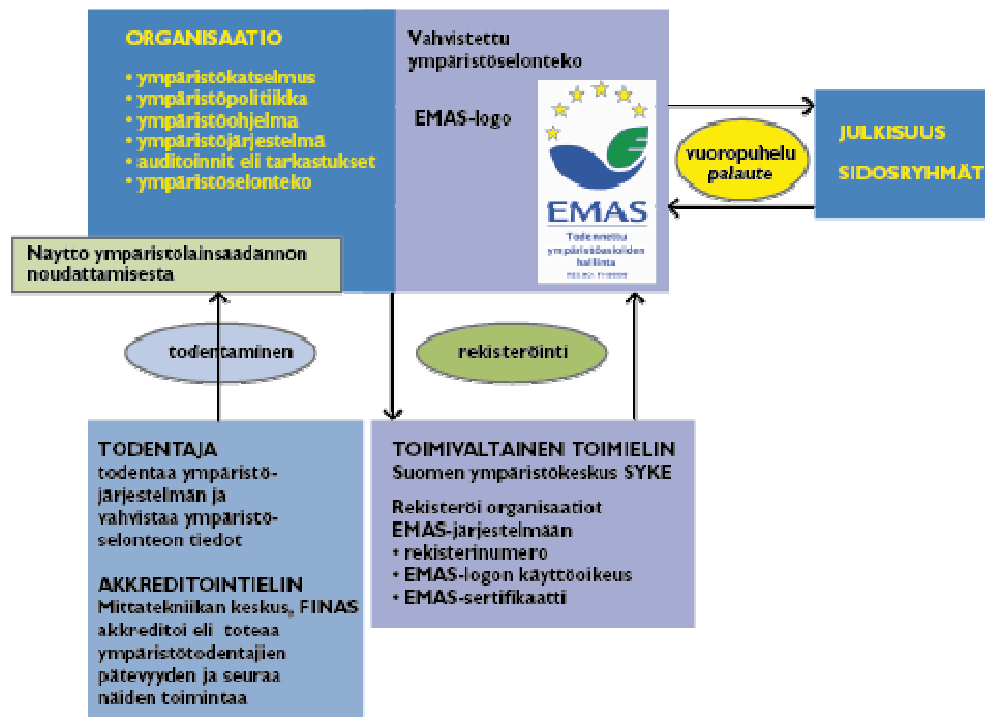 ORGANISAATIO
• ympäristökatselmus
• ympäristöpolitiikka
• ympäristöohjelma
• ympäristöjärjestelmä
• auditoinnit eli tarkastukset
• ympäristöselonteko
Vahvistettu
ympäristöselonteko
EMAS-logo
EMAS
Todennettu
ympäristöasioiden
hallinta
vuoropuhelu
palaute
JULKISUUS
SIDOSRYHMÄT
Näyttö ympäristölainsäädännön
noudattamisesta
todentaminen
rekisteröinti
TODENTAJA
todentaa ympäristö-
järjestelmän ja
vahvistaa ympäristö-
selonteon tiedot
AKKREDITOINTIELIN
Mittatekniikan keskus, FINAS
akkreditoi eli toteaa
ympäristötodentajien
pätevyyden ja seuraa
näiden toimintaa
TOIMIVALTAINEN TOIMIELIN
Suomen ympäristökeskus SYKE
Rekisteröi organisaatiot
EMAS-järjestelmään
• rekisterinumero
• EMAS-logon käyttöoikeus
• EMAS-sertifikaatti